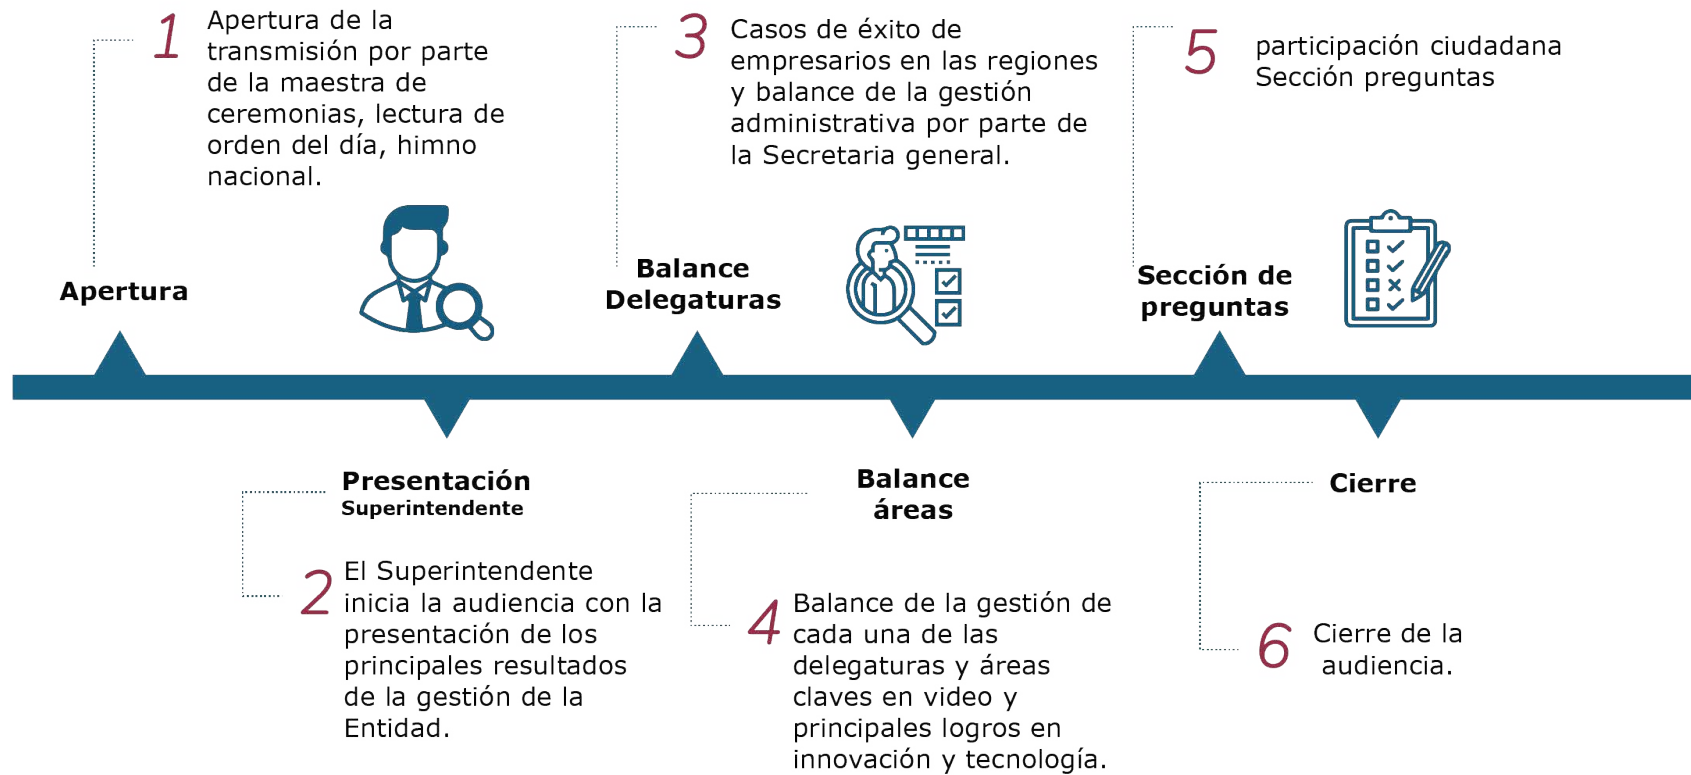 1
Apertura de la
transmisión por parte
de la maestra de
ceremonias, lectura de
orden del día, himno
nacional.
Apertura
3
Casos de éxito de
empresarios en las regiones
y balance de la gestión
administrativa por parte de
la Secretaria general.
Balance
Delegaturas
5
participación ciudadana
Sección preguntas
Sección de
preguntas
Presentación
Superintendente
2
El Superintendente
inicia la audiencia con la
presentación de los
principales resultados
de la gestión de la
Entidad.
Balance
áreas
4
Balance de la gestión de
cada una de las
delegaturas y áreas
claves en video y
principales logros en
innovación y tecnología.
Cierre
6
Cierre de la
audiencia.